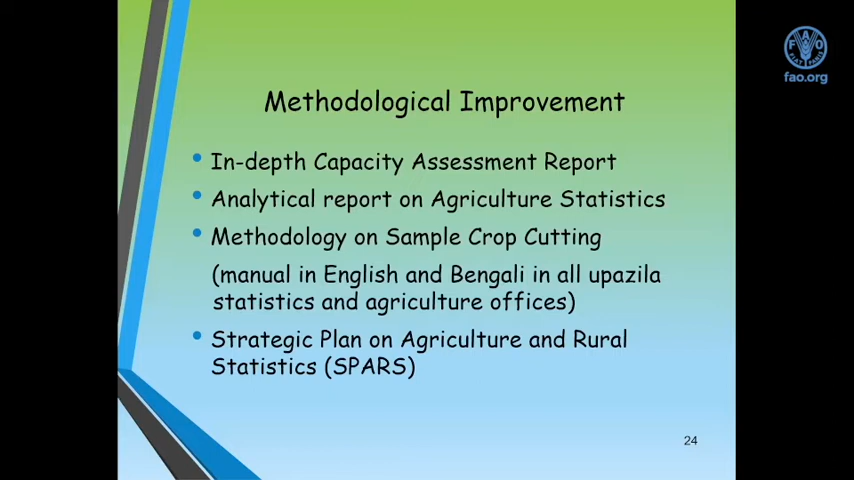 F A O
FIAT PANIS
fao.org
Methodological Improvement
• In-depth Capacity Assessment Report
• Analytical report on Agriculture Statistics
• Methodology on Sample Crop Cutting
(manual in English and Bengali in all upazila
statistics and agriculture offices)
• Strategic Plan on Agriculture and Rural
Statistics (SPARS)
24